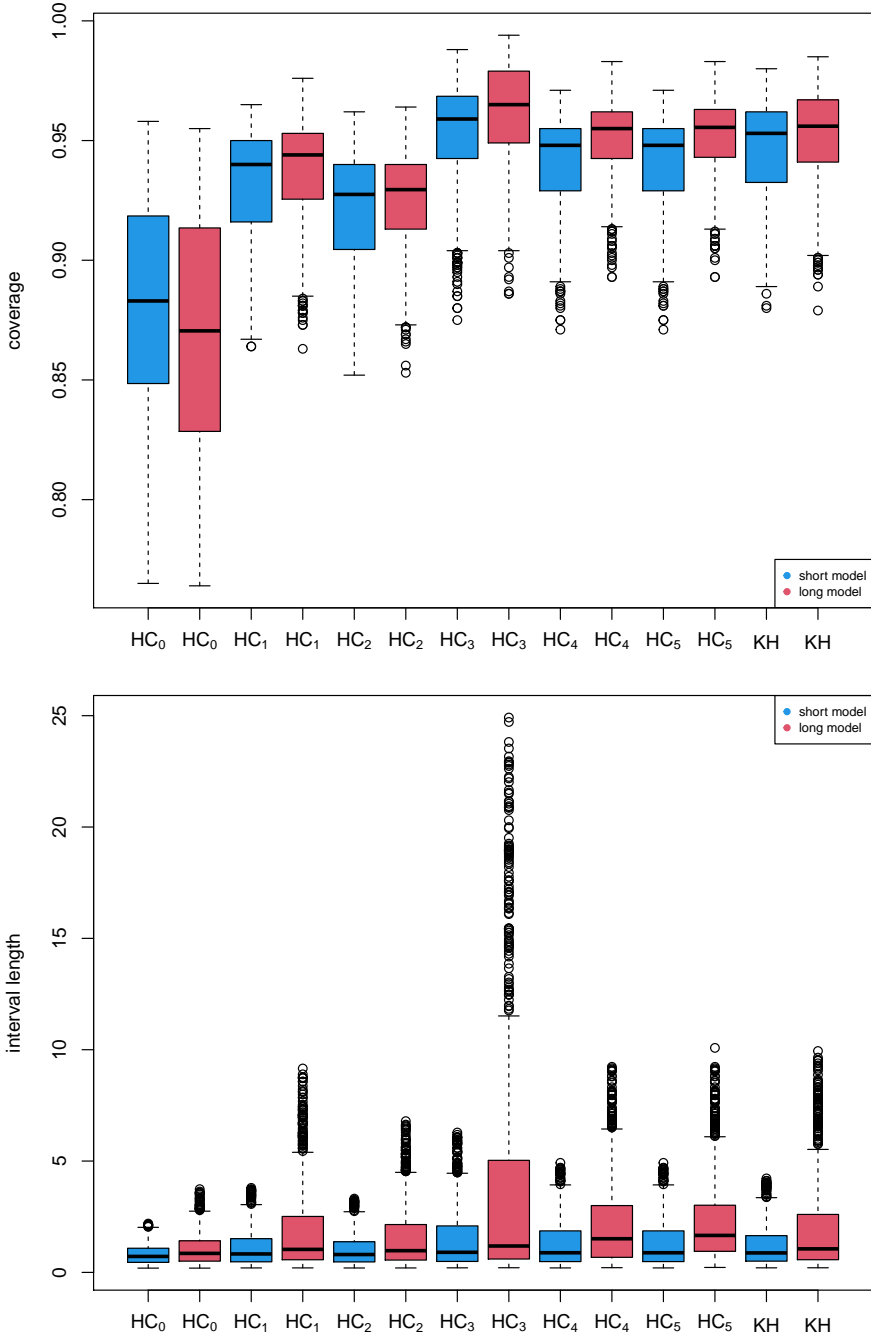 coverage
1.00
0.95
0.90
0.85
0.80
short model
long model
HC₀ HC₀ HC₁ HC₁ HC₂ HC₂ HC₃ HC₃ HC₄ HC₄ HC₅ HC₅ KH KH
interval length
25
20
15
10
5
0
short model
long model
HC₀ HC₀ HC₁ HC₁ HC₂ HC₂ HC₃ HC₃ HC₄ HC₄ HC₅ HC₅ KH KH